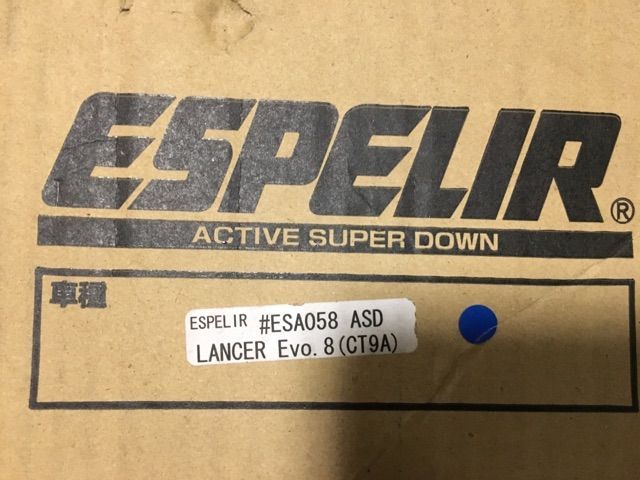 ESPELIR®
ACTIVE SUPER DOWN
車種
ESPELIR #ESA058 ASD
LANCER Evo. 8 (CT9A)